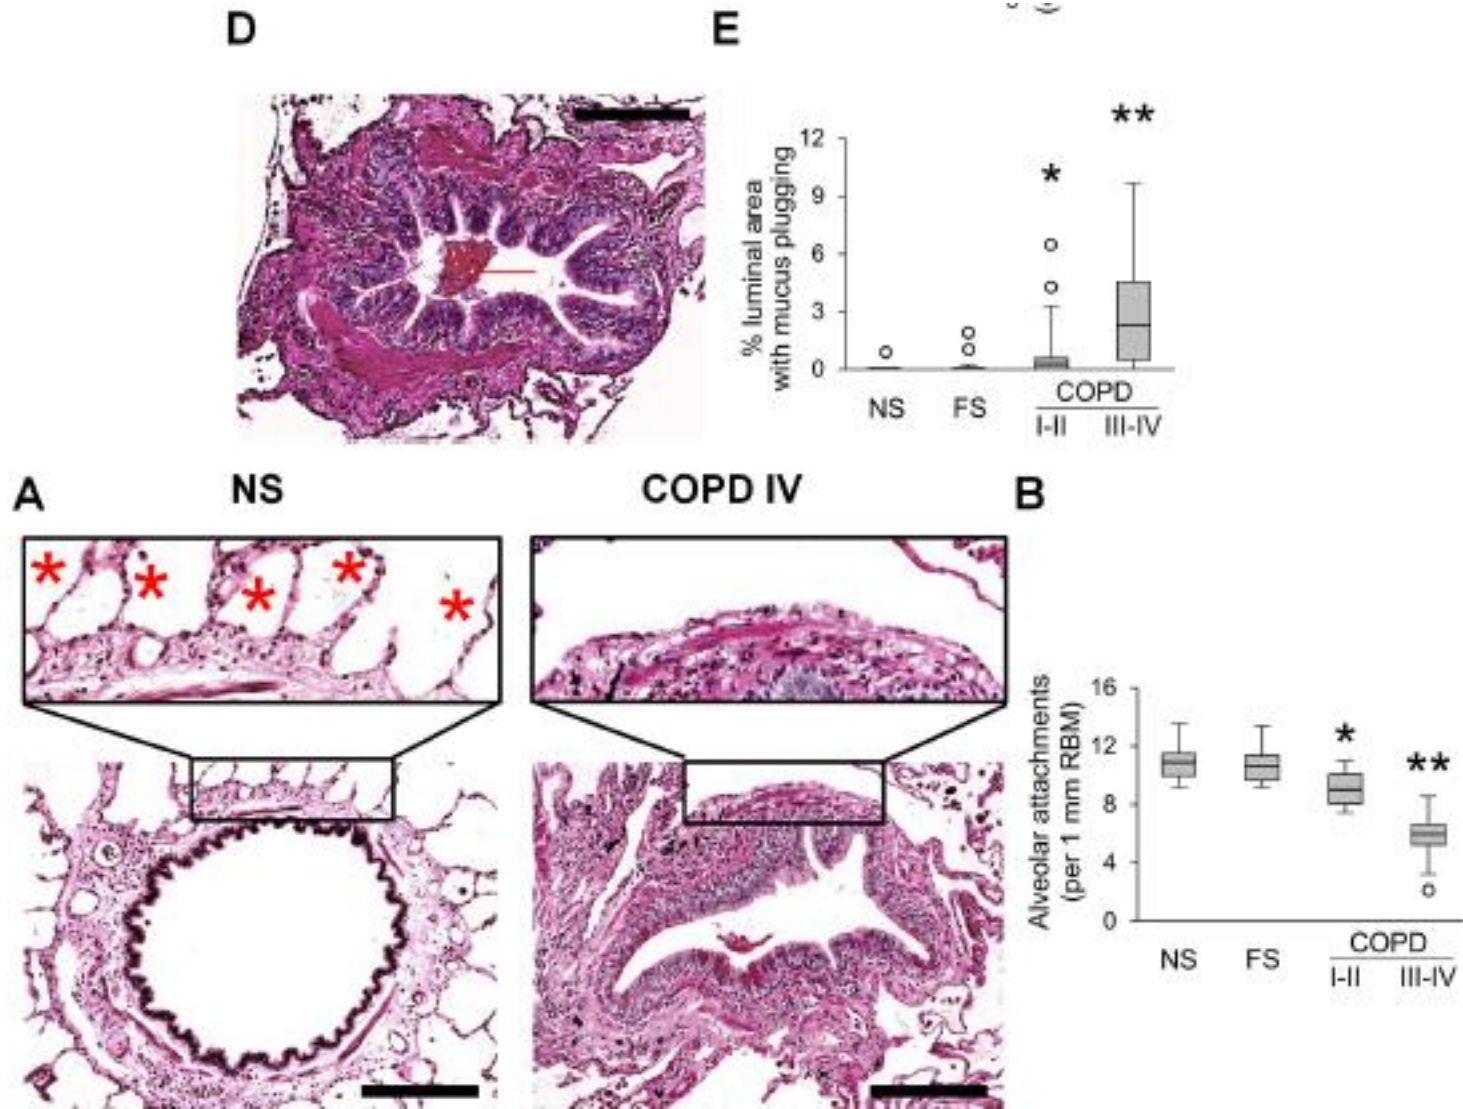 D
E
**
*
12
9
6
3
0
% luminal area
with mucus plugging
NS
FS
COPD
I-II
III-IV
A
NS
COPD IV
B
* * * * *
16
12
8
4
0
Alveolar attachments
(per 1 mm RBM)
*
**
NS
FS
COPD
I-II
III-IV